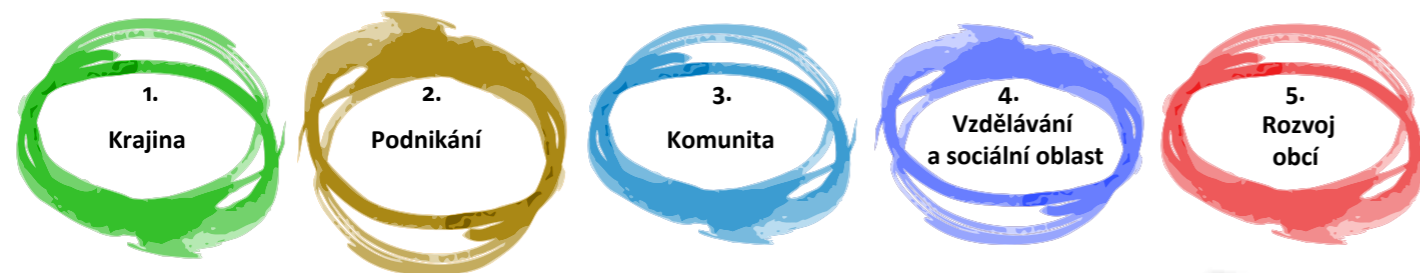 1.
Krajina
2.
Podnikání
3.
Komunita
4.
Vzdělávání
a sociální oblast
5.
Rozvoj
obcí